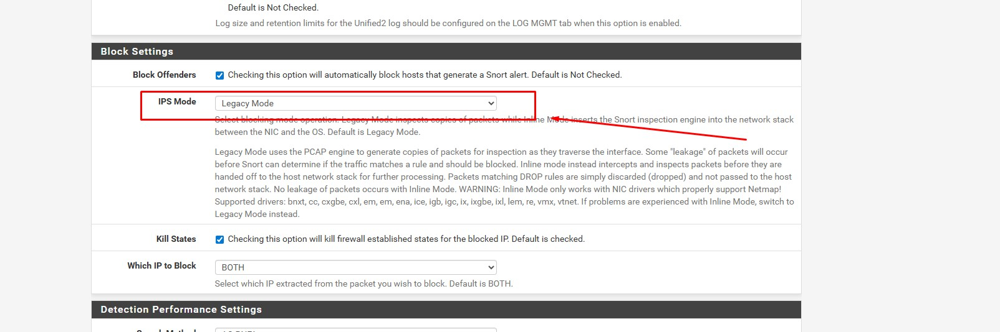 Default is Not Checked.
Log size and retention limits for the Unified2 log should be configured on the LOG MGMT tab when this option is enabled.
Block Settings
Block Offenders
Checking this option will automatically block hosts that generate a Snort alert. Default is Not Checked.
IPS Mode
Legacy Mode
Select blocking mode operation. Legacy Mode inspects copies of packets while Inline Mode inserts the Snort inspection engine into the network stack
between the NIC and the OS. Default is Legacy Mode.
Legacy Mode uses the PCAP engine to generate copies of packets for inspection as they traverse the interface. Some "leakage" of packets will occur
before Snort can determine if the traffic matches a rule and should be blocked. Inline mode instead intercepts and inspects packets before they are
handed off to the host network stack for further processing. Packets matching DROP rules are simply discarded (dropped) and not passed to the host
network stack. No leakage of packets occurs with Inline Mode. WARNING: Inline Mode only works with NIC drivers which properly support Netmap!
Supported drivers: bnxt, cc, cxgbe, cxl, em, em, ena, ice, igb, igc, ix, ixgbe, ixl, lem, re, vmx, vtnet. If problems are experienced with Inline Mode, switch to
Legacy Mode instead.
Kill States
Checking this option will kill firewall established states for the blocked IP. Default is checked.
Which IP to Block
BOTH
Select which IP extracted from the packet you wish to block. Default is BOTH.
Detection Performance Settings